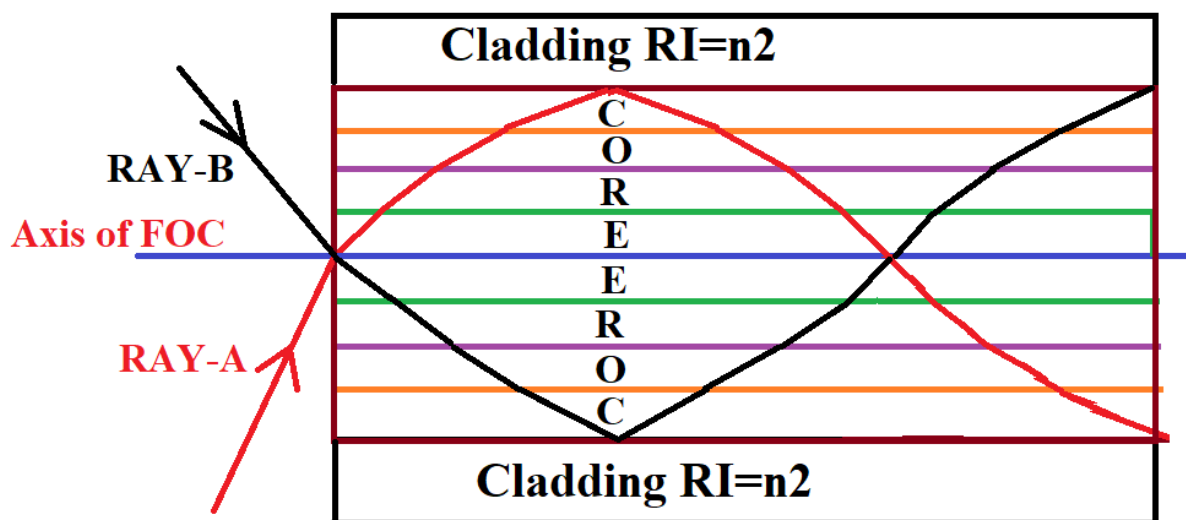 Cladding RI=n2
C
O
RAY-B
R
Axis of FOC
E
E
R
RAY-A
O
C
Cladding RI=n2